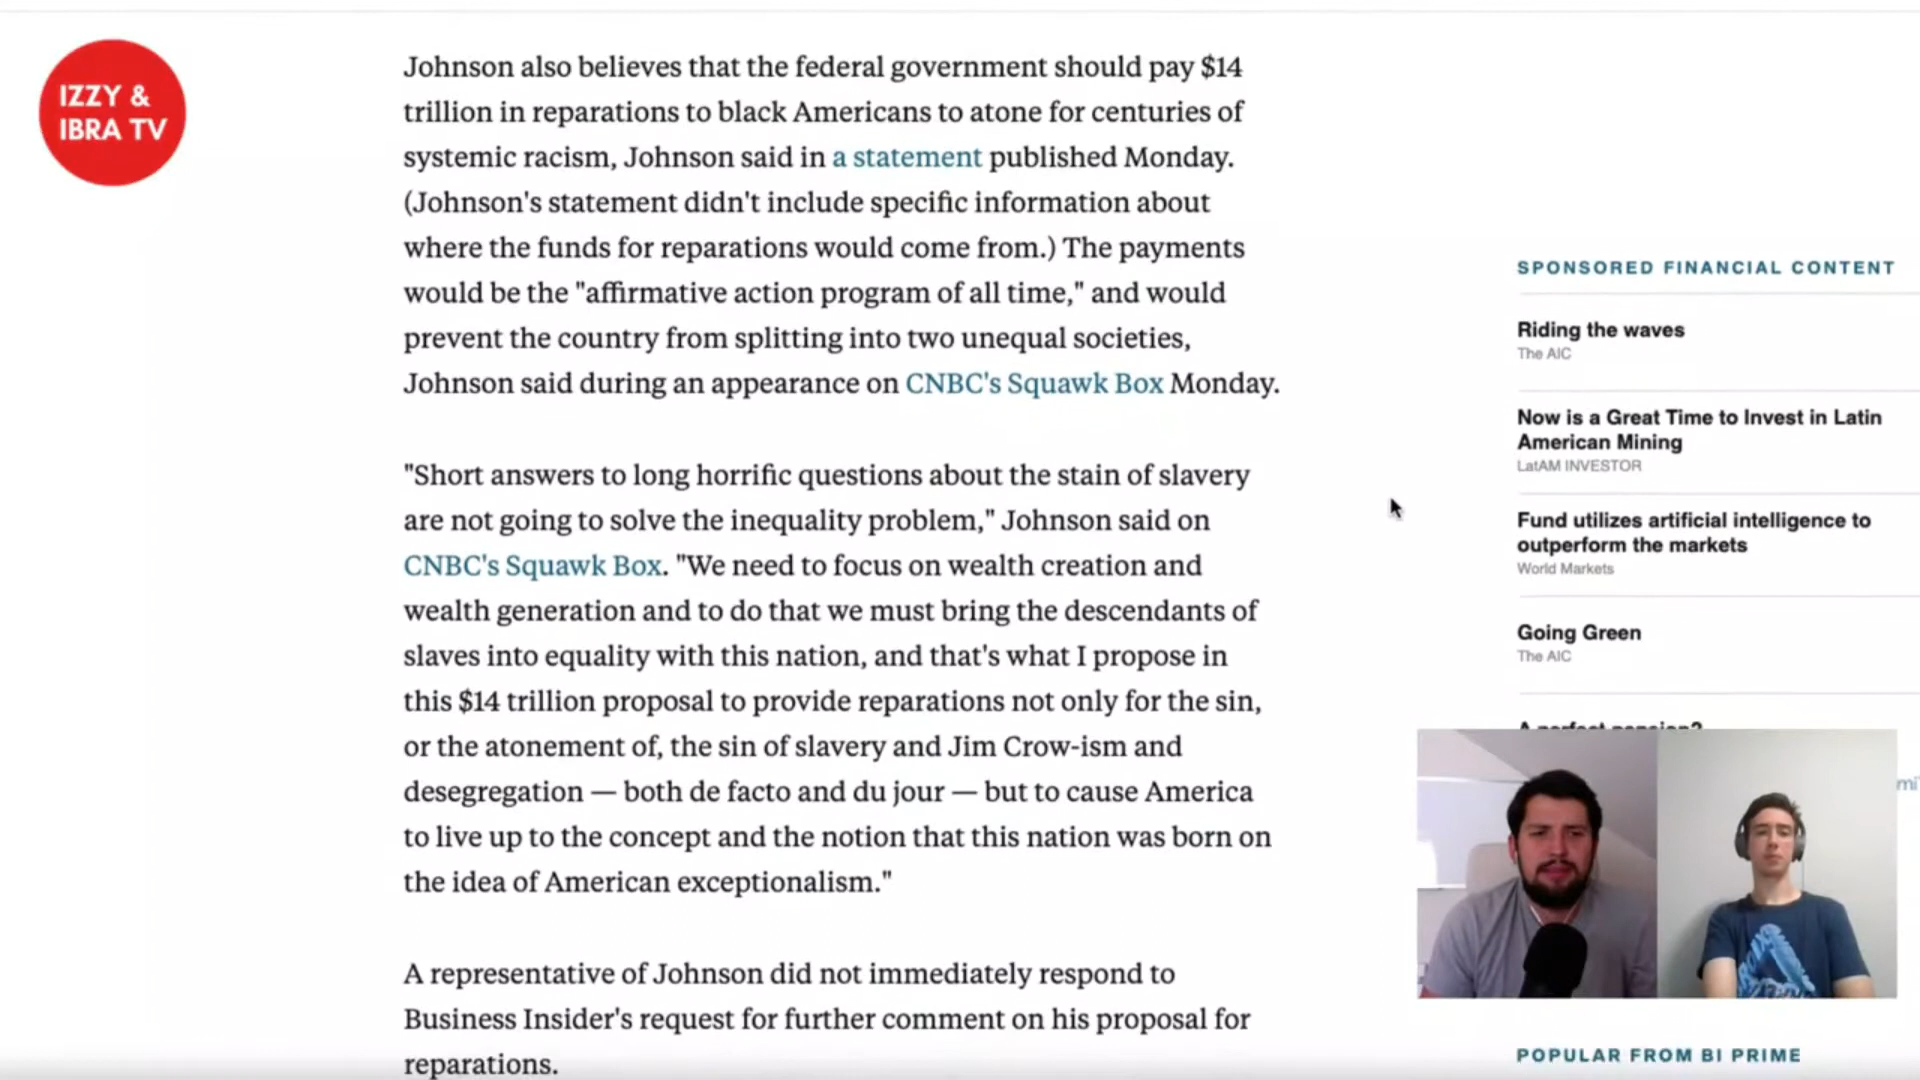 IZZY &
IBRA TV
Johnson also believes that the federal government should pay $14
trillion in reparations to black Americans to atone for centuries of
systemic racism, Johnson said in a statement published Monday.
(Johnson's statement didn't include specific information about
where the funds for reparations would come from.) The payments
would be the "affirmative action program of all time," and would
prevent the country from splitting into two unequal societies,
Johnson said during an appearance on CNBC's Squawk Box Monday.
"Short answers to long horrific questions about the stain of slavery
are not going to solve the inequality problem," Johnson said on
CNBC's Squawk Box. "We need to focus on wealth creation and
wealth generation and to do that we must bring the descendants of
slaves into equality with this nation, and that's what I propose in
this $14 trillion proposal to provide reparations not only for the sin,
or the atonement of, the sin of slavery and Jim Crow-ism and
desegregation — both de facto and du jour — but to cause America
to live up to the concept and the notion that this nation was born on
the idea of American exceptionalism."
A representative of Johnson did not immediately respond to
Business Insider's request for further comment on his proposal for
reparations.
SPONSORED FINANCIAL CONTENT
Riding the waves
The AIC
Now is a Great Time to Invest in Latin
American Mining
LatAM INVESTOR
Fund utilizes artificial intelligence to
outperform the markets
World Markets
Going Green
The AIC
A perfect pension?
POPULAR FROM BI PRIME